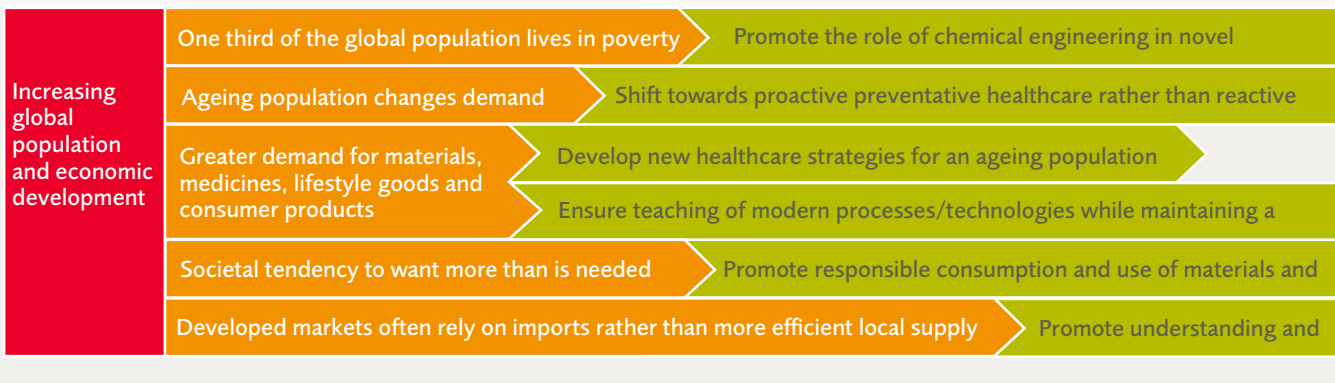 Increasing
global
population
and economic
development
One third of the global population lives in poverty
Promote the role of chemical engineering in novel
Ageing population changes demand
Shift towards proactive preventative healthcare rather than reactive
Greater demand for materials,
medicines, lifestyle goods and
consumer products
Develop new healthcare strategies for an ageing population
Ensure teaching of modern processes/technologies while maintaining a
Societal tendency to want more than is needed
Promote responsible consumption and use of materials and
Developed markets often rely on imports rather than more efficient local supply
Promote understanding and